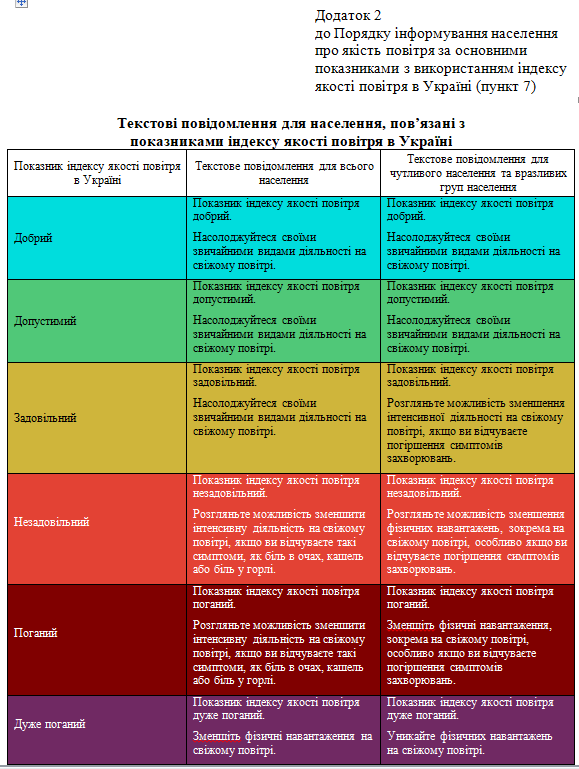 Додаток 2
до Порядку інформування населення
про якість повітря за основними
показниками з використанням індексу
якості повітря в Україні (пункт 7)
Текстові повідомлення для населення, пов’язані з
показниками індексу якості повітря в Україні
Показник індексу якості повітря
в Україні
Текстове повідомлення для всього
населення
Текстове повідомлення для
чутливого населення та вразливих
груп населення
Добрий
Показник індексу якості повітря
добрий.
Насолоджуйтеся своїми
звичайними видами діяльності на
свіжому повітрі.
Показник індексу якості повітря
добрий.
Насолоджуйтеся своїми
звичайними видами діяльності на
свіжому повітрі.
Допустимий
Показник індексу якості повітря
допустимий.
Насолоджуйтеся своїми
звичайними видами діяльності на
свіжому повітрі.
Показник індексу якості повітря
допустимий.
Насолоджуйтеся своїми
звичайними видами діяльності на
свіжому повітрі.
Задовільний
Показник індексу якості повітря
задовільний.
Насолоджуйтеся своїми
звичайними видами діяльності на
свіжому повітрі.
Показник індексу якості повітря
задовільний.
Розгляньте можливість зменшення
інтенсивної діяльності на свіжому
повітрі, якщо ви відчуваєте
погіршення симптомів
захворювань.
Незадовільний
Показник індексу якості повітря
незадовільний.
Розгляньте можливість зменшити
інтенсивну діяльність на свіжому
повітрі, якщо ви відчуваєте такі
симптоми, як біль в очах, кашель
або біль у горлі.
Показник індексу якості повітря
незадовільний.
Розгляньте можливість зменшення
фізичних навантажень, зокрема на
свіжому повітрі, особливо якщо ви
відчуваєте погіршення симптомів
захворювань.
Поганий
Показник індексу якості повітря
поганий.
Розгляньте можливість зменшити
інтенсивну діяльність на свіжому
повітрі, якщо ви відчуваєте такі
симптоми, як біль в очах, кашель
або біль у горлі.
Показник індексу якості повітря
поганий.
Зменшіть фізичні навантаження,
зокрема на свіжому повітрі,
особливо якщо ви відчуваєте
погіршення симптомів
захворювань.
Дуже поганий
Показник індексу якості повітря
дуже поганий.
Зменшіть фізичні навантаження на
свіжому повітрі.
Показник індексу якості повітря
дуже поганий.
Уникайте фізичних навантажень
на свіжому повітрі.